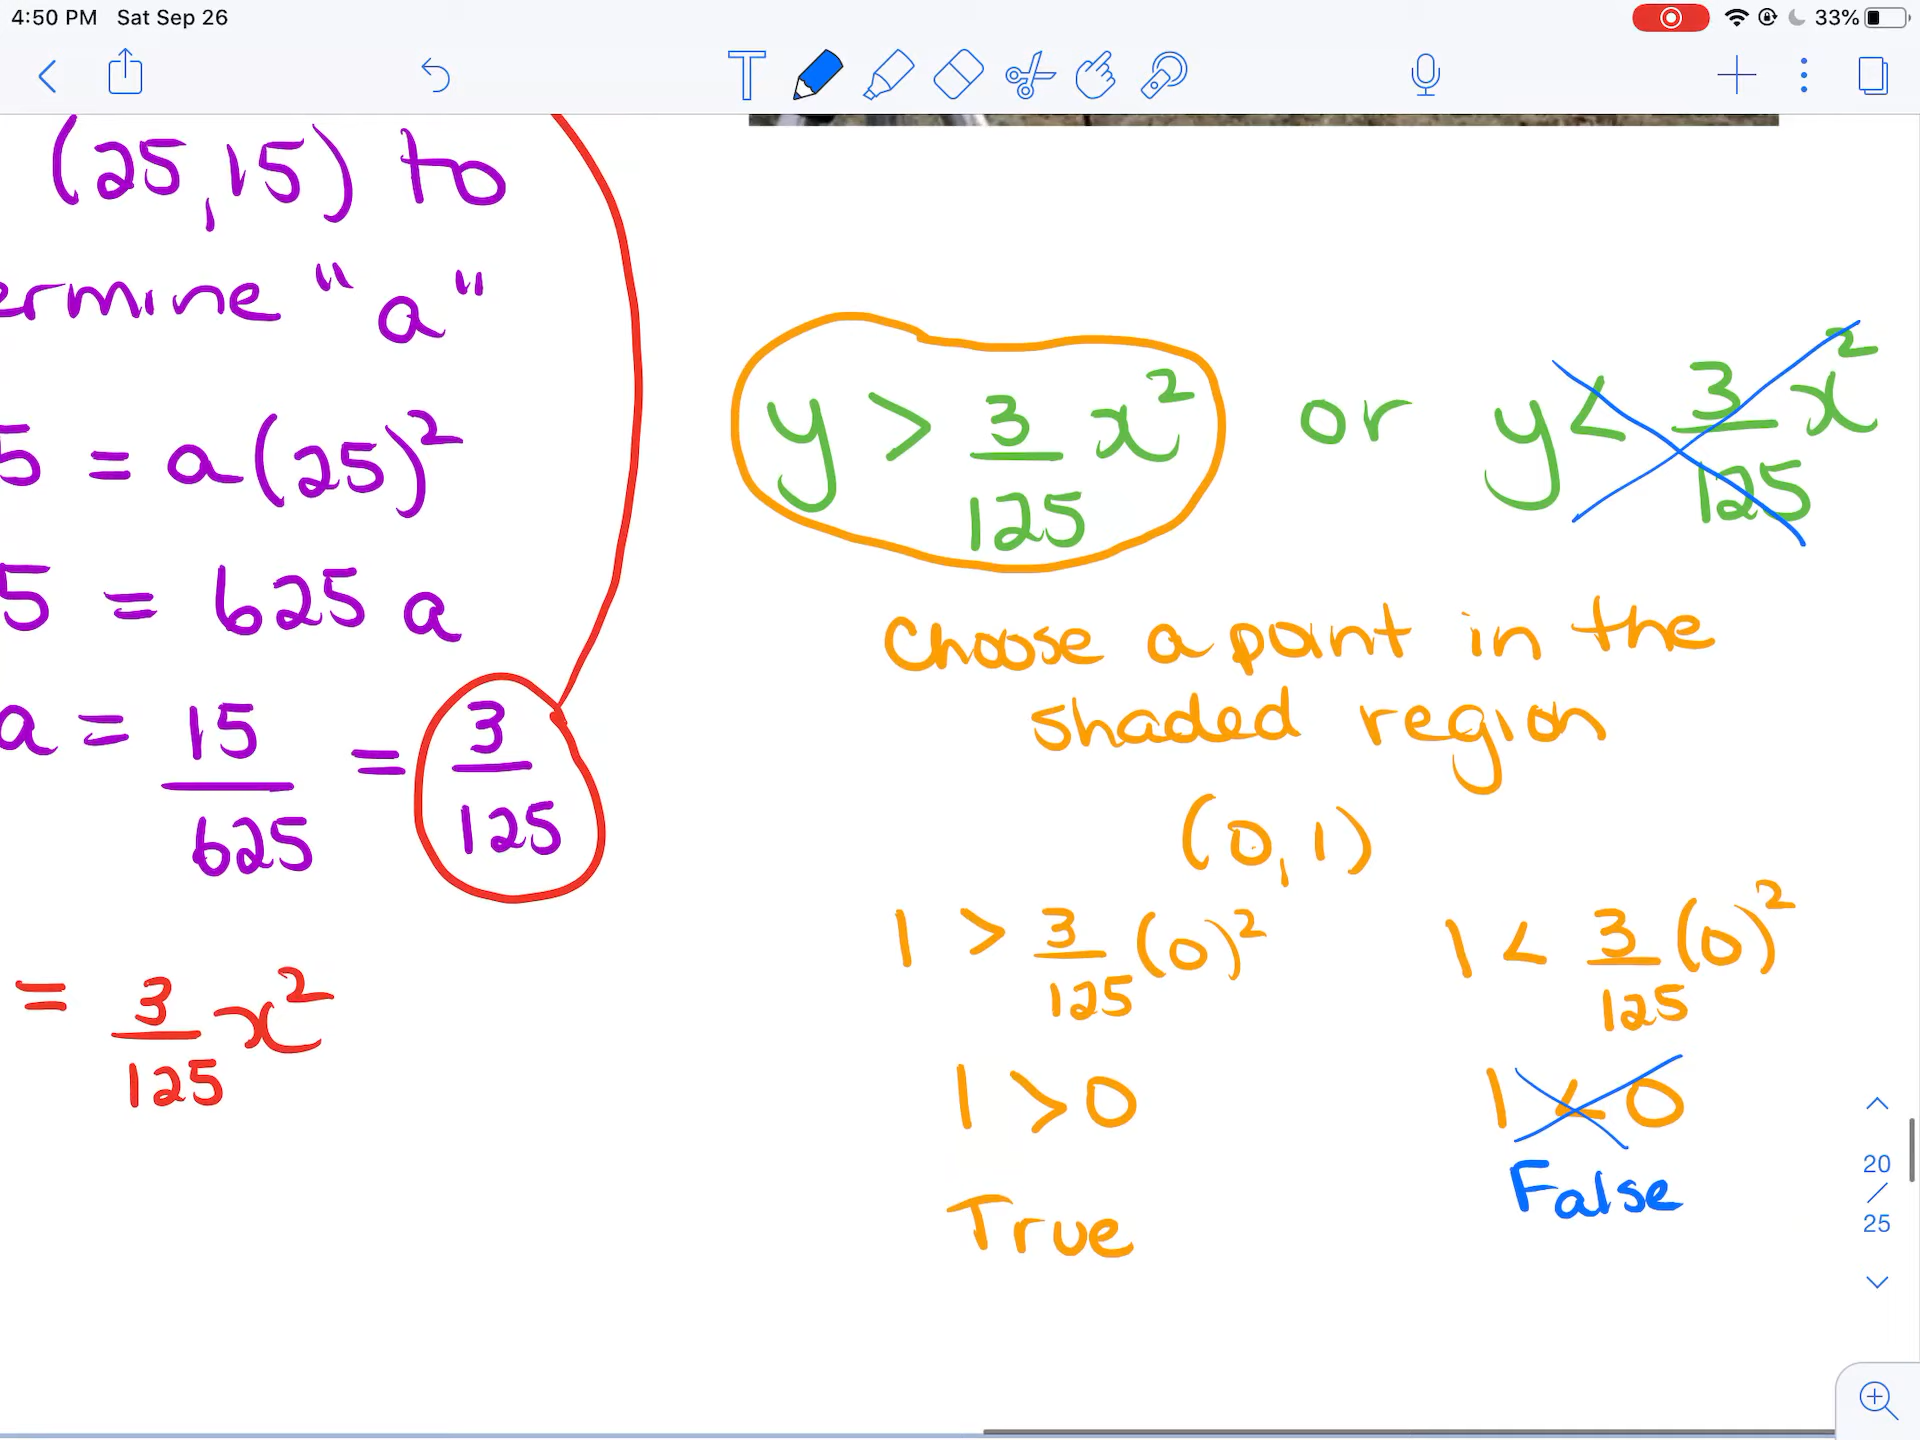 4:50 PM Sat Sep 26
33%
T
(25,15) to
ermine "a"
5 = a(25)²
5 = 625 a
a = 15/625 = 3/125
= 3/125 x²
y > 3/125 x² or y < 3/125 x²
Choose a point in the
shaded region
(0,1)
1 > 3/125 (0)² 1 < 3/125 (0)²
1 > 0 1 < 0
True False
20
/
25